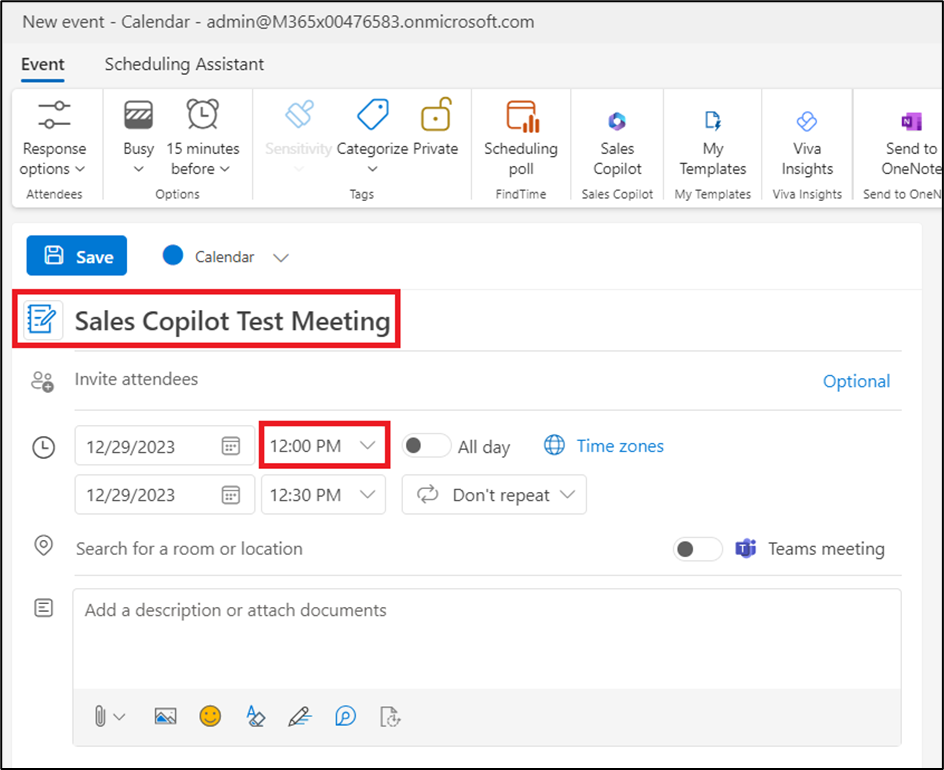 New event - Calendar - admin@M365x00476583.onmicrosoft.com
Event Scheduling Assistant
Response options
Busy
15 minutes before
Sensitivity
Categorize
Private
Scheduling poll
Sales Copilot
My Templates
Viva Insights
Send to OneNote
Attendees Options Tags FindTime Sales Copilot My Templates Viva Insights Send to OneN
Save Calendar
Sales Copilot Test Meeting
Invite attendees Optional
12/29/2023 12:00 PM All day Time zones
12/29/2023 12:30 PM Don't repeat
Search for a room or location Teams meeting
Add a description or attach documents